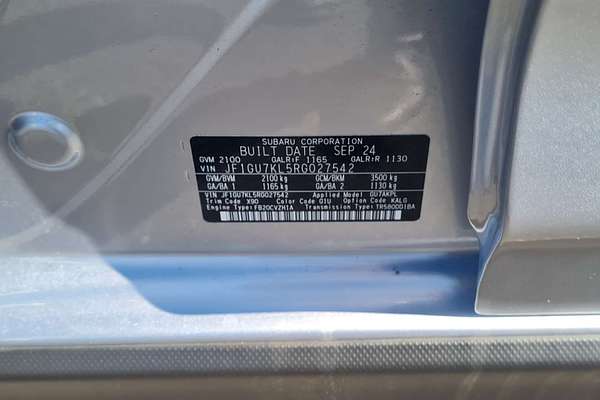 SUBARU CORPORATION
BUILT DATE SEP 24
GVM 2100 GALR:F 1165 GALR:R 1130
VIN JF1GU7KL5RG027542
GVM/BVM 2100 kg GCM/BKM 3500 kg
GA/BA 1 1165 kg GA/BA 2 1130 kg
VIN JF1GU7KL5RG027542 Applied Model GU7AKPL
Trim Code X90 Color Code G1U Option Code KALG
Engine Type:FB20CVZH1A Transmission Type:TR580DD1BA